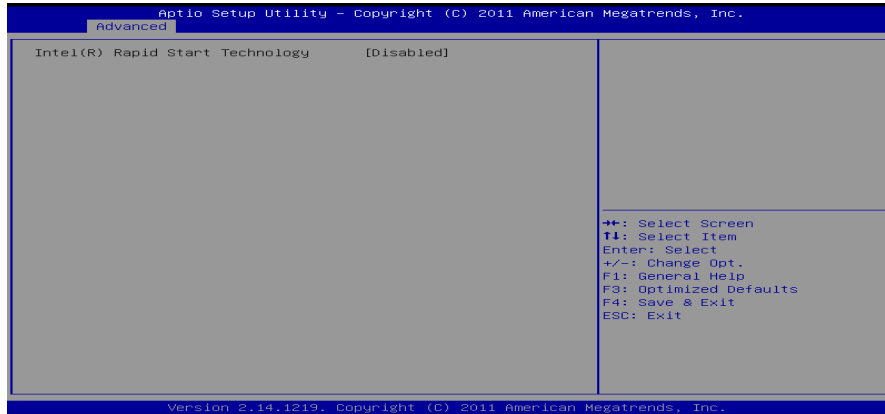 Aptio Setup Utility – Copyright (C) 2011 American Megatrends, Inc.
Advanced
Intel(R) Rapid Start Technology [Disabled]
→←: Select Screen
↑↓: Select Item
Enter: Select
+/-: Change Opt.
F1: General Help
F3: Optimized Defaults
F4: Save & Exit
ESC: Exit
Version 2.14.1219. Copyright (C) 2011 American Megatrends, Inc.